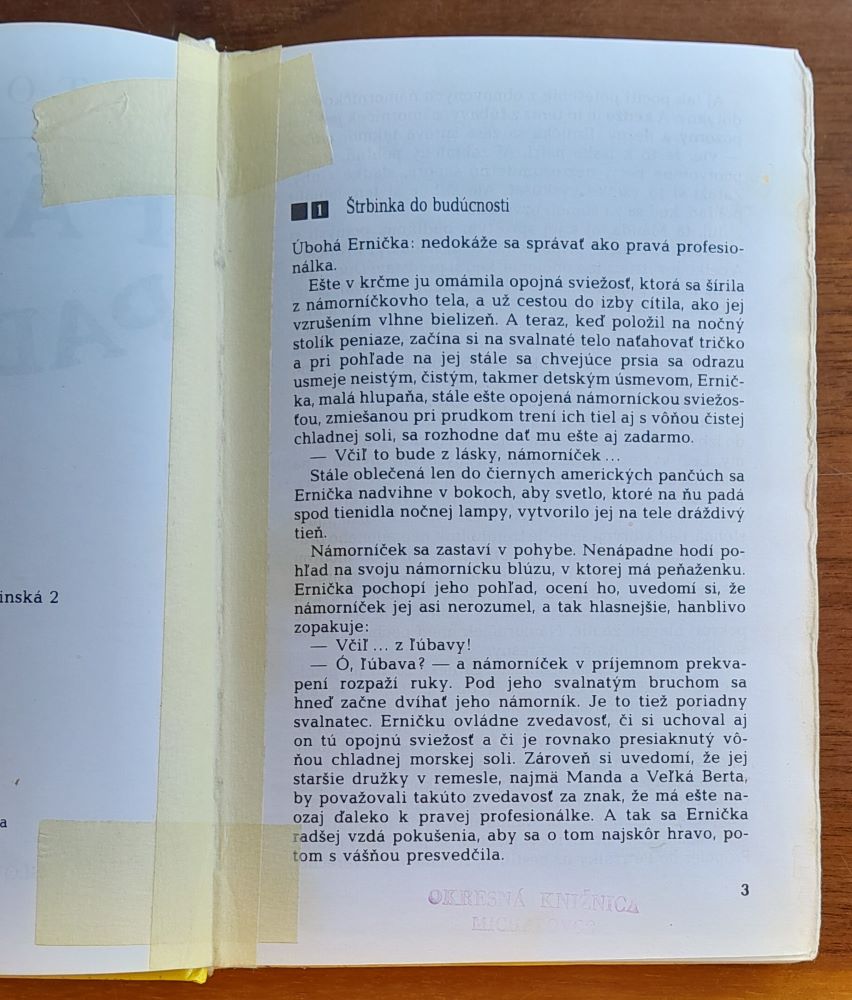 inská 2
a
1 Štrbinka do budúcnosti
Úbohá Ernička: nedokáže sa správať ako pravá profesio-
nálka.
Ešte v krčme ju omámila opojná sviežosť, ktorá sa šírila
z námorníčkovho tela, a už cestou do izby cítila, ako jej
vzrušením vlhne bielizeň. A teraz, keď položil na nočný
stolík peniaze, začína si na svalnaté telo naťahovať tričko
a pri pohľade na jej stále sa chvejúce prsia sa odrazu
usmeje neistým, čistým, takmer detským úsmevom, Ernič-
ka, malá hlupaňa, stále ešte opojená námorníckou sviežos-
ťou, zmiešanou pri prudkom trení ich tiel aj s vôňou čistej
chladnej soli, sa rozhodne dať mu ešte aj zadarmo.
— Včiľ to bude z lásky, námorníček ...
Stále oblečená len do čiernych amerických pančúch sa
Ernička nadvihne v bokoch, aby svetlo, ktoré na ňu padá
spod tienidla nočnej lampy, vytvorilo jej na tele dráždivý
tieň.
Námorníček sa zastaví v pohybe. Nenápadne hodí po-
hľad na svoju námornícku blúzu, v ktorej má peňaženku.
Ernička pochopí jeho pohľad, ocení ho, uvedomí si, že
námorníček jej asi nerozumel, a tak hlasnejšie, hanblivo
zopakuje:
— Včiľ ... z ľúbavy!
— Ó, ľúbava? — a námorníček v príjemnom prekva-
pení rozpaží ruky. Pod jeho svalnatým bruchom sa
hneď začne dvíhať jeho námorník. Je to tiež poriadny
svalnatec. Erničku ovládne zvedavosť, či si uchoval aj
on tú opojnú sviežosť a či je rovnako presiaknutý vô-
ňou chladnej morskej soli. Zároveň si uvedomí, že jej
staršie družky v remesle, najmä Manda a Veľká Berta,
by považovali takúto zvedavosť za znak, že má ešte na-
ozaj ďaleko k pravej profesionálke. A tak sa Ernička
radšej vzdá pokušenia, aby sa o tom najskôr hravo, po-
tom s vášňou presvedčila.
3
OKRESNÁ KNIŽNICA